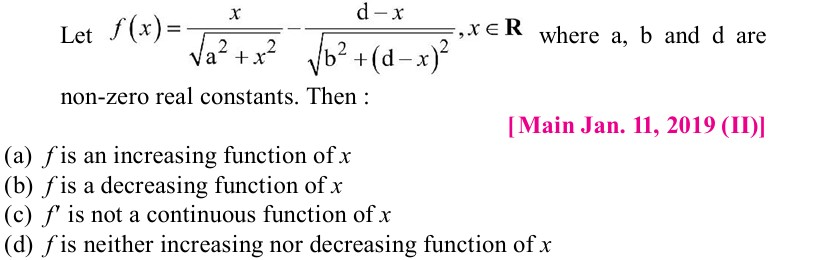 Let f(x) = x/√(a² + x²) − (d − x)/√(b² + (d − x)²), x ∈ R where a, b and d are
non-zero real constants. Then :
[Main Jan. 11, 2019 (II)]
(a) f is an increasing function of x
(b) f is a decreasing function of x
(c) f' is not a continuous function of x
(d) f is neither increasing nor decreasing function of x